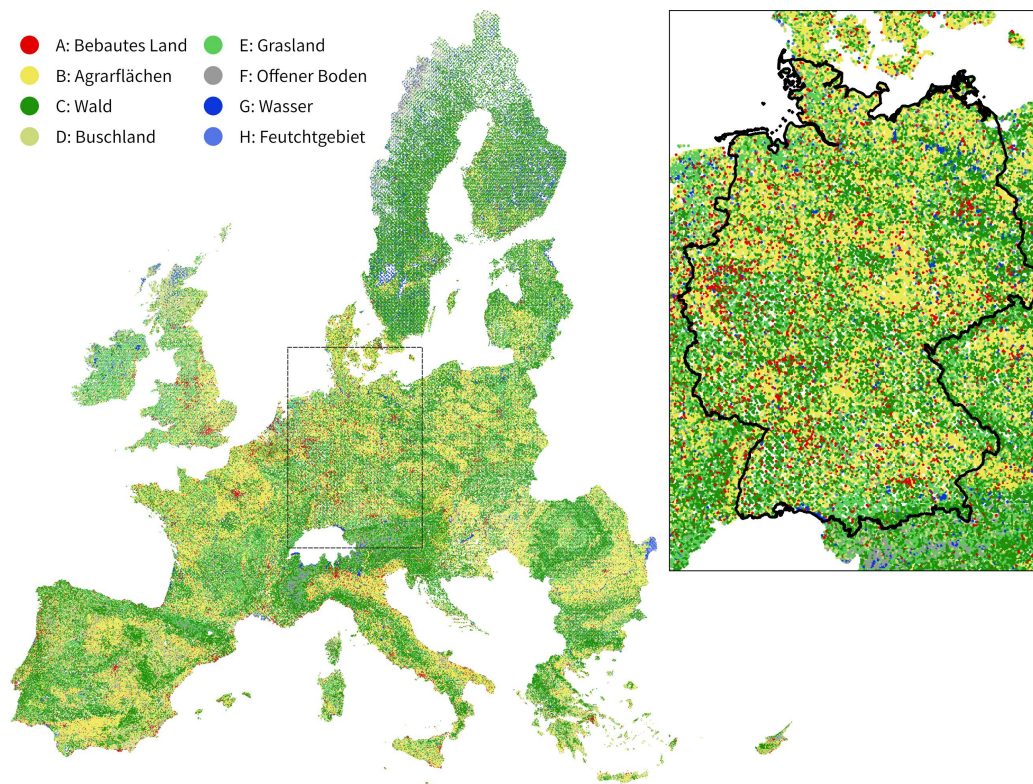 A: Bebautes Land
B: Agrarflächen
C: Wald
D: Buschland
E: Grasland
F: Offener Boden
G: Wasser
H: Feutchtgebiet